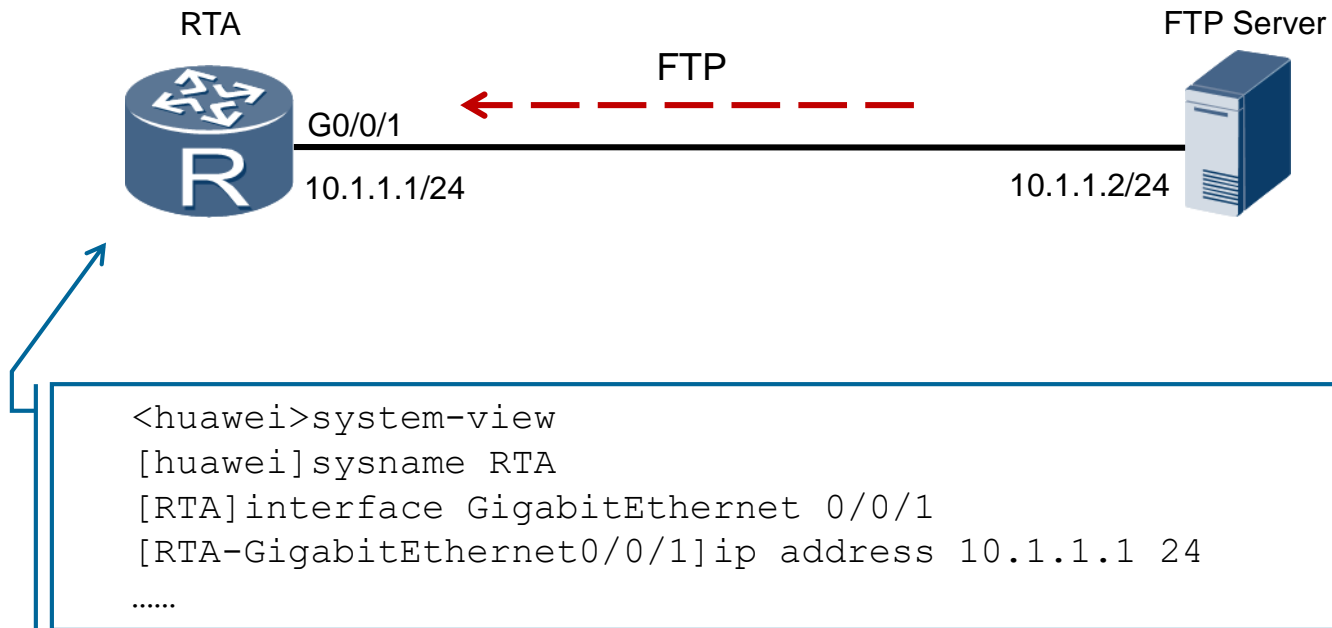 RTA
FTP Server
FTP
G0/0/1
R
10.1.1.1/24
10.1.1.2/24
<huawei>system-view
[huawei]sysname RTA
[RTA]interface GigabitEthernet 0/0/1
[RTA-GigabitEthernet0/0/1]ip address 10.1.1.1 24
……